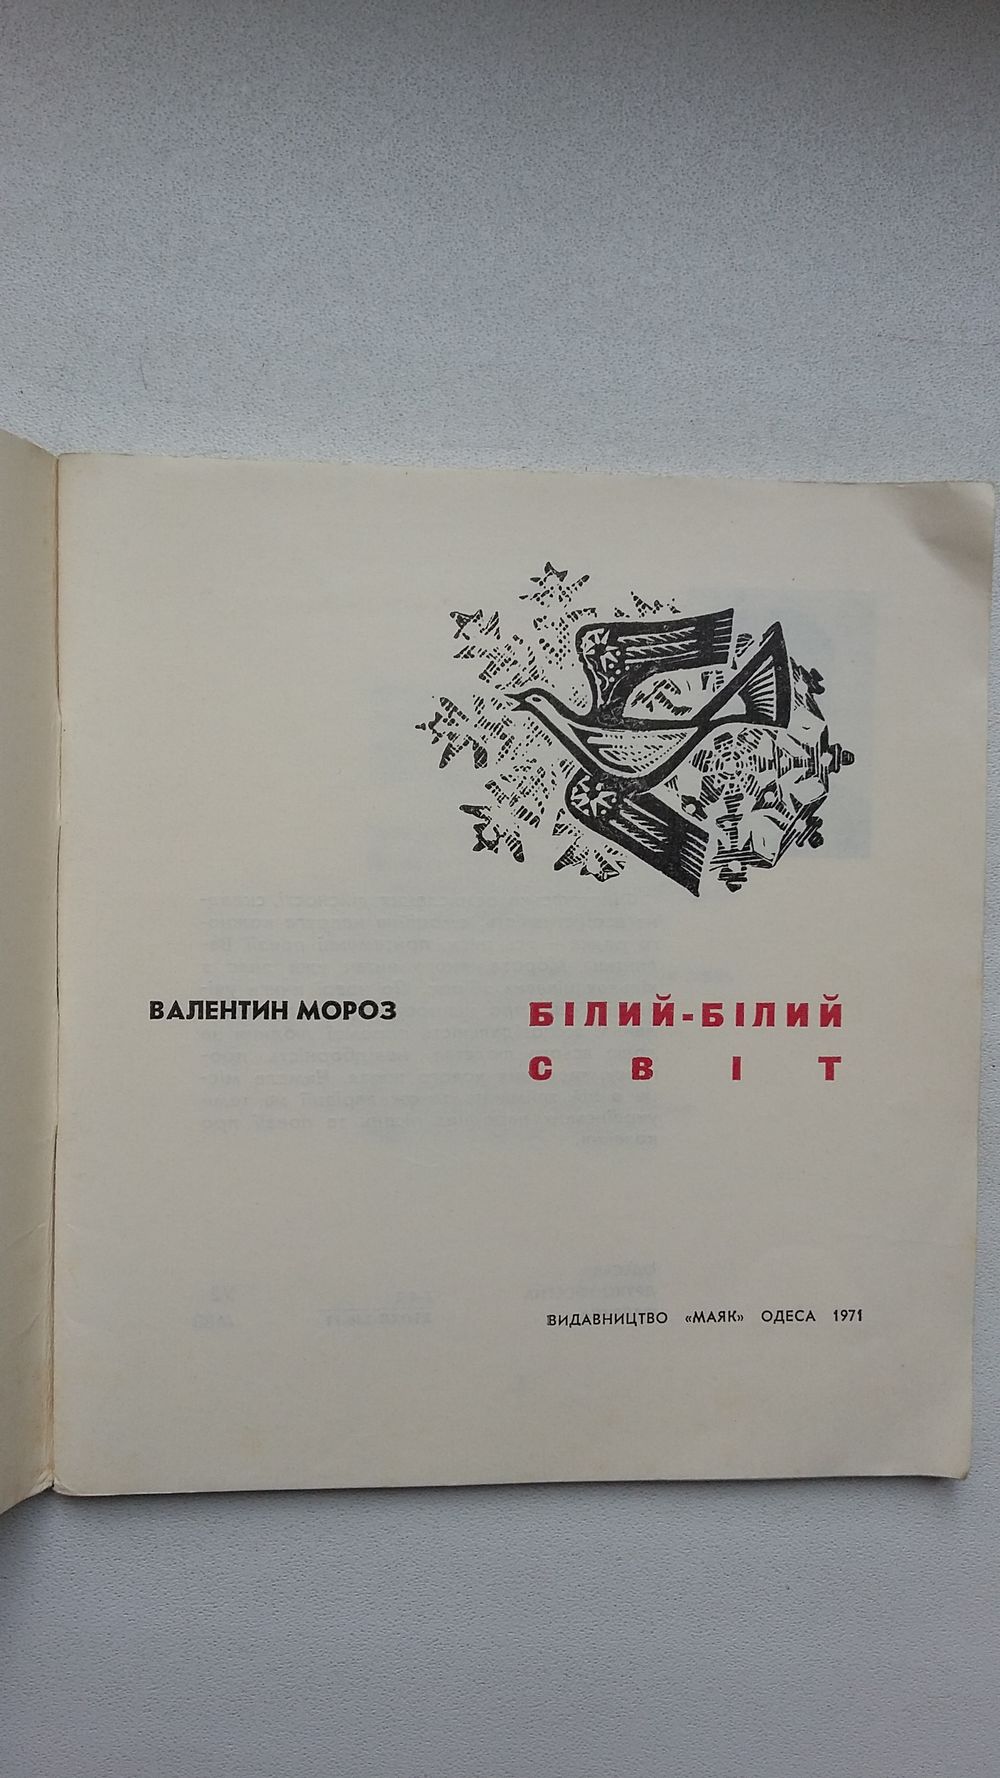 ВАЛЕНТИН МОРОЗ
БІЛИЙ-БІЛИЙ
СВІТ
ВИДАВНИЦТВО «МАЯК» ОДЕСА 1971